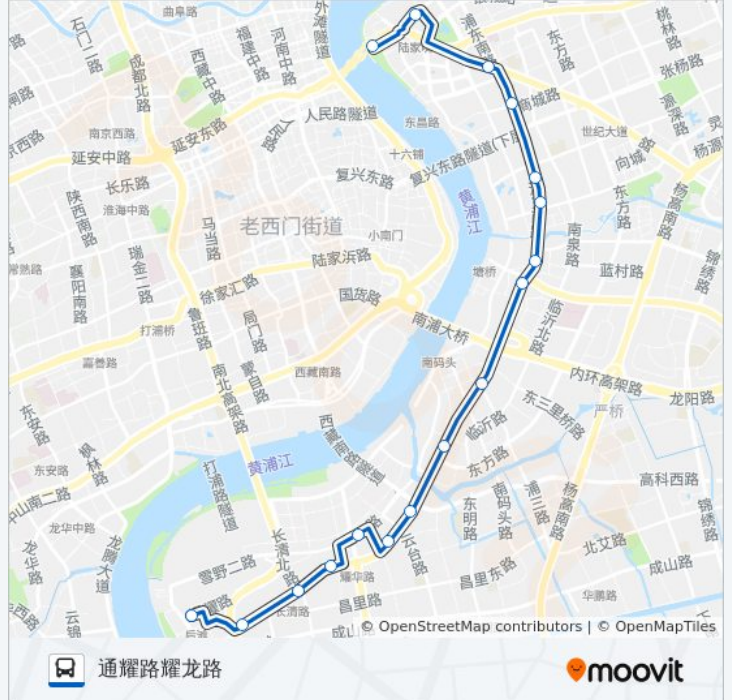 曲阜路
外滩隧道
石门二路
成都北路
西藏中路
福建中路
河南中路
陆家
浦东南路
东方路
桃林路
张杨路
源深路
商城路
人民路隧道
人民路
东昌路
世纪大道
南京西路
延安东路
延安中路
十六铺
复兴东路
复兴东路隧道(下层
向城路
杨高南路
长乐路
淮海中路
陕西南路
瑞金二路
马当路
老西门街道
小南门
黄浦江
东方路
南泉路
常熟路
襄阳南路
陆家浜路
塘桥
蓝村路
锦绣路
徐家汇路
国货路
打浦桥
鲁班路
局门路
南浦大桥
临沂北路
嘉善路
蒙自路
西藏南路
南码头
内环高架路
龙阳路
南北高架路
东安路
枫林路
东三里桥路
严桥
临沂路
西藏南路隧道
黄浦江
东方路
东安路
打浦路隧道
高科西路
中山南二路
龙华中路
东明路
南码头路
浦三路
杨高南路
锦绣路
龙华路
龙腾大道
长清北路
云台路
北艾路
成山路
雪野二路
耀华路
昌里东路
华鹏路
昌里路
长清路
耀路
云锦
后滩
成山
© OpenStreetMap contributors | © OpenMapTiles
通耀路耀龙路
moovit